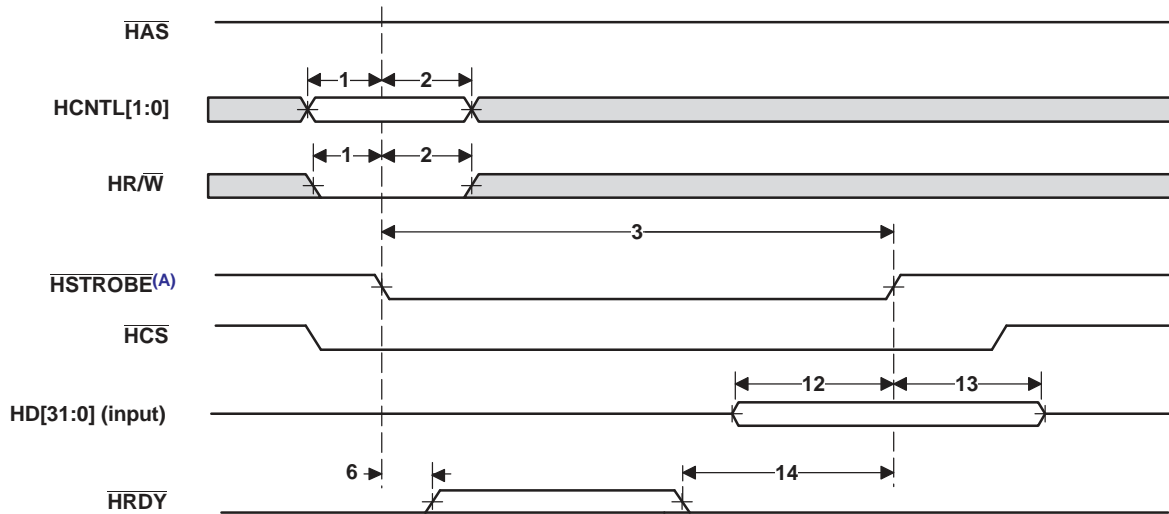 HAS
1 2
HCNTL[1:0]
1 2
HR/W
3
HSTROBE(A)
HCS
12 13
HD[31:0] (input)
6 14
HRDY